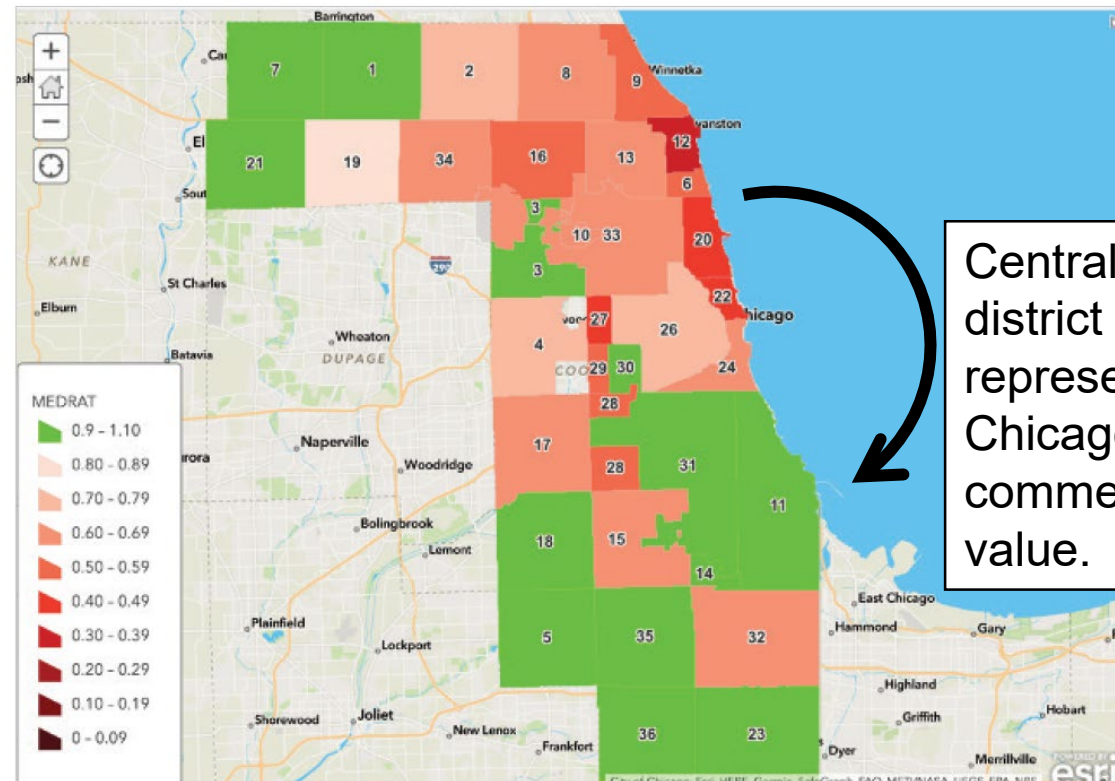 Barrington
7
1
2
8
9
Winnetka
21
19
34
16
13
12
6
3
10
33
20
KANE
3
290
St Charles
Elburn
22
27
26
4
Wheaton
Batavia
DUPAGE
29
30
24
28
MEDRAT
0.9 - 1.10
0.80 - 0.89
0.70 - 0.79
0.60 - 0.69
0.50 - 0.59
0.40 - 0.49
0.30 - 0.39
0.20 - 0.29
0.10 - 0.19
0 - 0.09
Naperville
Woodridge
17
28
31
11
Bolingbrook
Lemont
18
15
14
East Chicago
Plainfield
Lockport
5
35
32
Hammond
Gary
Highland
Griffith
Hobart
Shorewood
Joliet
New Lenox
Frankfort
36
23
Dyer
Merrillville
POWERED BY
esri
Central
district
represe
Chicago
comme
value.